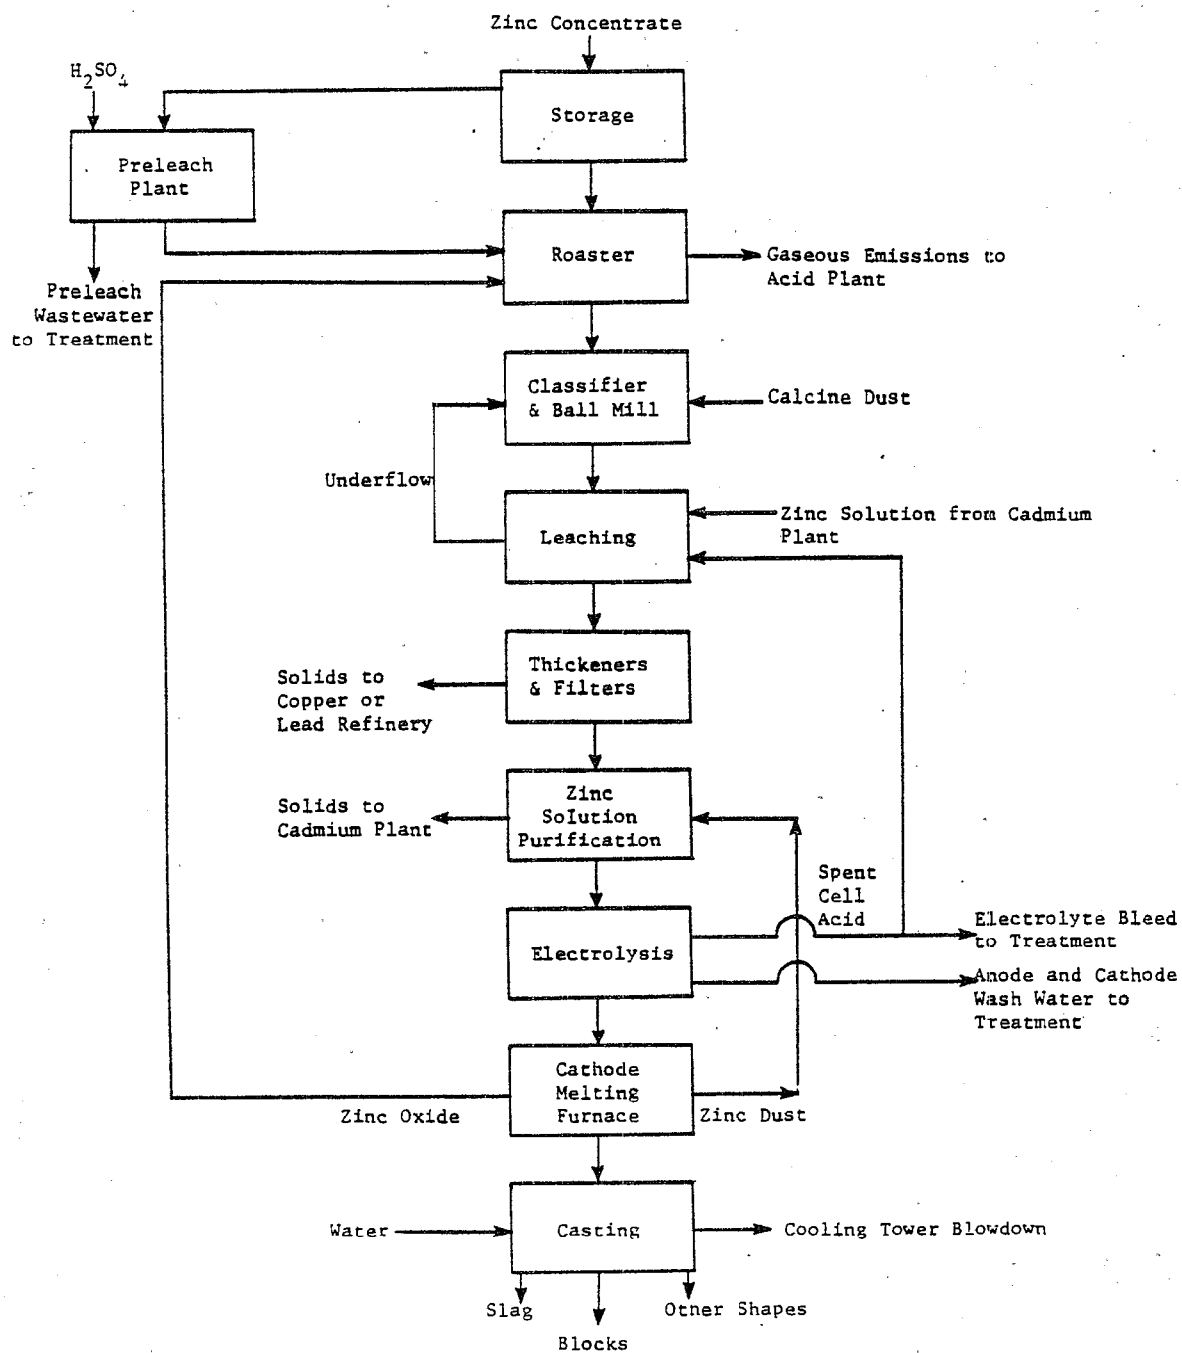 Zinc Concentrate
H2SO4
Storage
Preleach
Plant
Roaster
Gaseous Emissions to
Acid Plant
Preleach
Wastewater
to Treatment
Classifier
& Ball Mill
Calcine Dust
Underflow
Leaching
Zinc Solution from Cadmium
Plant
Thickeners
& Filters
Solids to
Copper or
Lead Refinery
Zinc
Solution
Purification
Solids to
Cadmium Plant
Spent
Cell
Acid
Electrolysis
Electrolyte Bleed
to Treatment
Anode and Cathode
Wash Water to
Treatment
Cathode
Melting
Furnace
Zinc Oxide
Zinc Dust
Water
Casting
Cooling Tower Blowdown
Slag
Other Shapes
Blocks